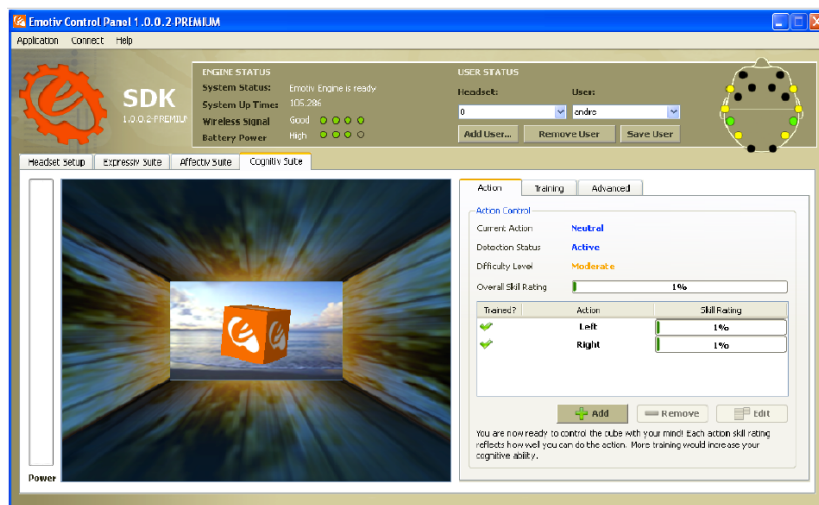 Emotiv Control Panel 1.0.0.2-PREMIUM
Application Connect Help
SDK
1.0.0.2-PREMIU
ENGINE STATUS
System Status: Emotiv Engine is ready
System Up Time: 105.286
Wireless Signal Good
Battery Power High
USER STATUS
Headset: User:
0 andre
Add User... Remove User Save User
Headset Setup Expressiv Suite Affectiv Suite Cognitiv Suite
Power
Action Training Advanced
Action Control
Current Action Neutral
Detection Status Active
Difficulty Level Moderate
Overall Skill Rating 1%
Trained? Action Skill Rating
Left 1%
Right 1%
Add Remove Edit
You are now ready to control the cube with your mind! Each action skill rating
reflects how well you can do the action. More training would increase your
cognitive ability.